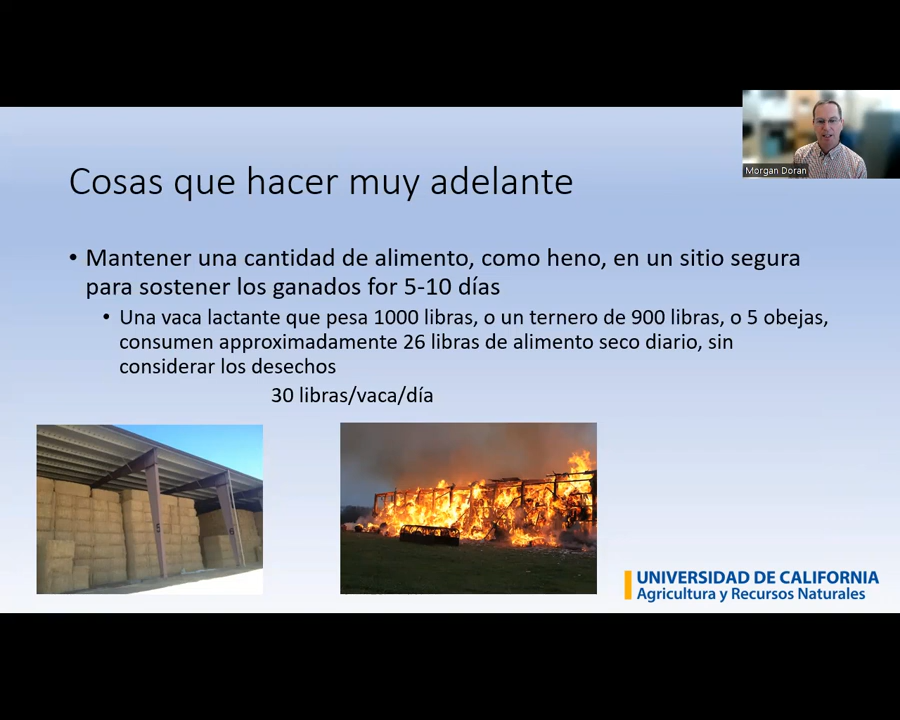 Morgan Doran
Cosas que hacer muy adelante
• Mantener una cantidad de alimento, como heno, en un sitio segura
para sostener los ganados for 5-10 días
• Una vaca lactante que pesa 1000 libras, o un ternero de 900 libras, o 5 obejas,
consumen approximadamente 26 libras de alimento seco diario, sin
considerar los desechos
30 libras/vaca/día
5
6
UNIVERSIDAD DE CALIFORNIA
Agricultura y Recursos Naturales